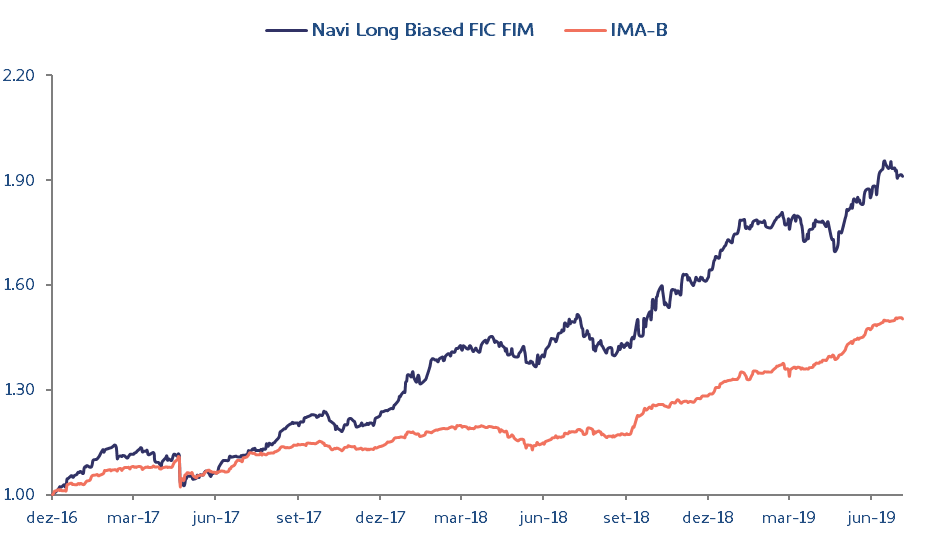 Navi Long Biased FIC FIM IMA-B
2.20
1.90
1.60
1.30
1.00
dez-16 mar-17 jun-17 set-17 dez-17 mar-18 jun-18 set-18 dez-18 mar-19 jun-19